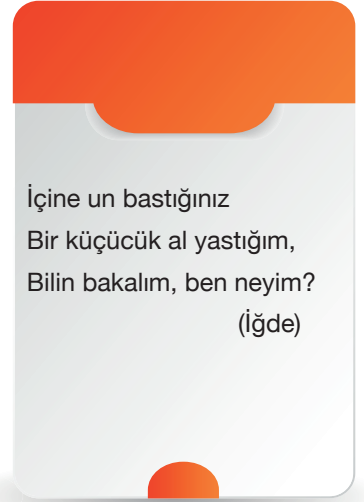 İçine un bastığınız
Bir küçücük al yastığım,
Bilin bakalım, ben neyim?
(İğde)